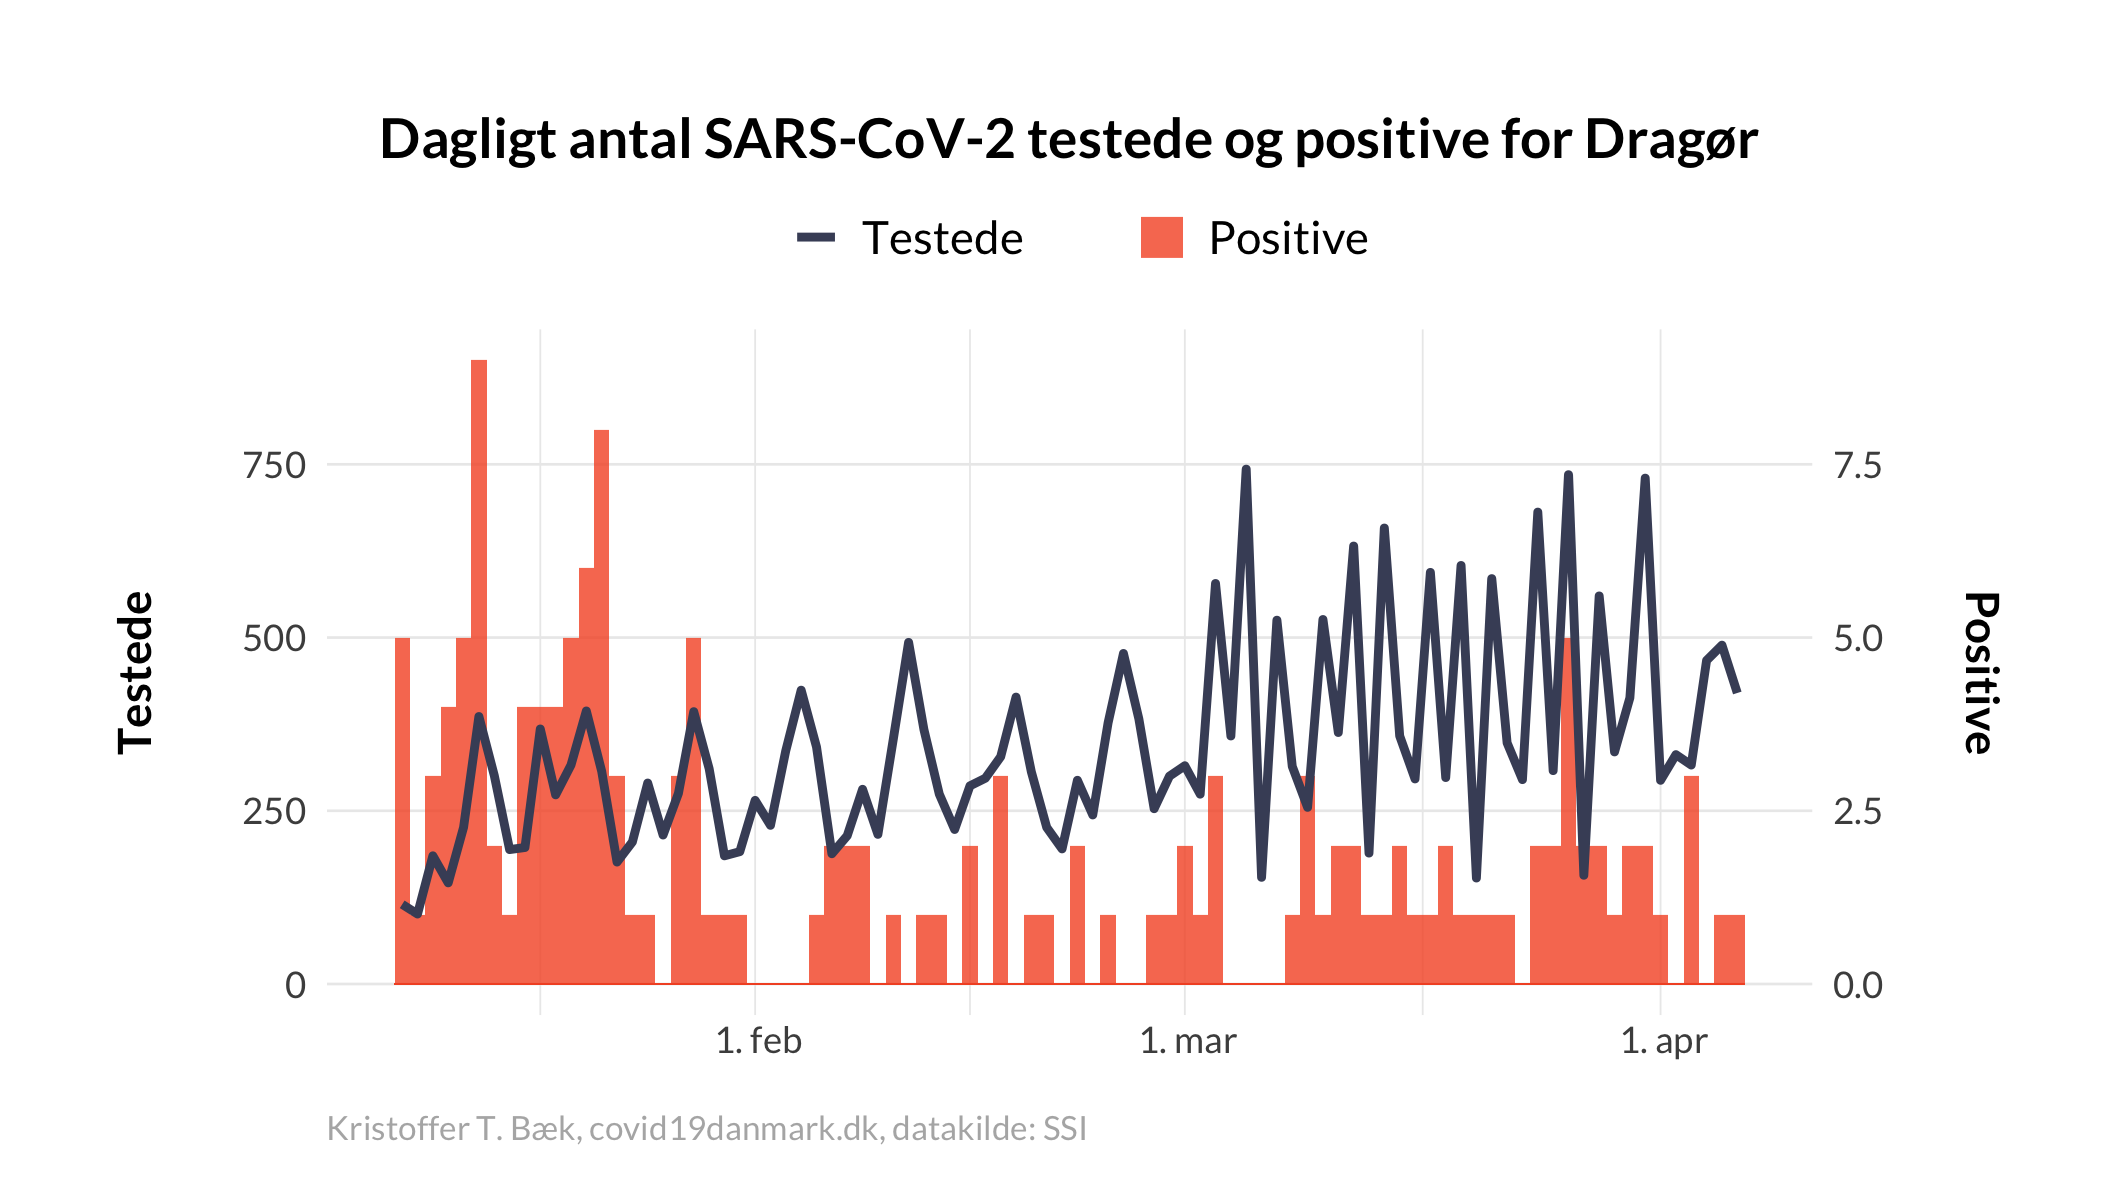 Dagligt antal SARS-CoV-2 testede og positive for Dragør
Testede Positive
750 7.5
500 5.0
250 2.5
0 0.0
Testede
Positive
1. feb 1. mar 1. apr
Kristoffer T. Bæk, covid19danmark.dk, datakilde: SSI